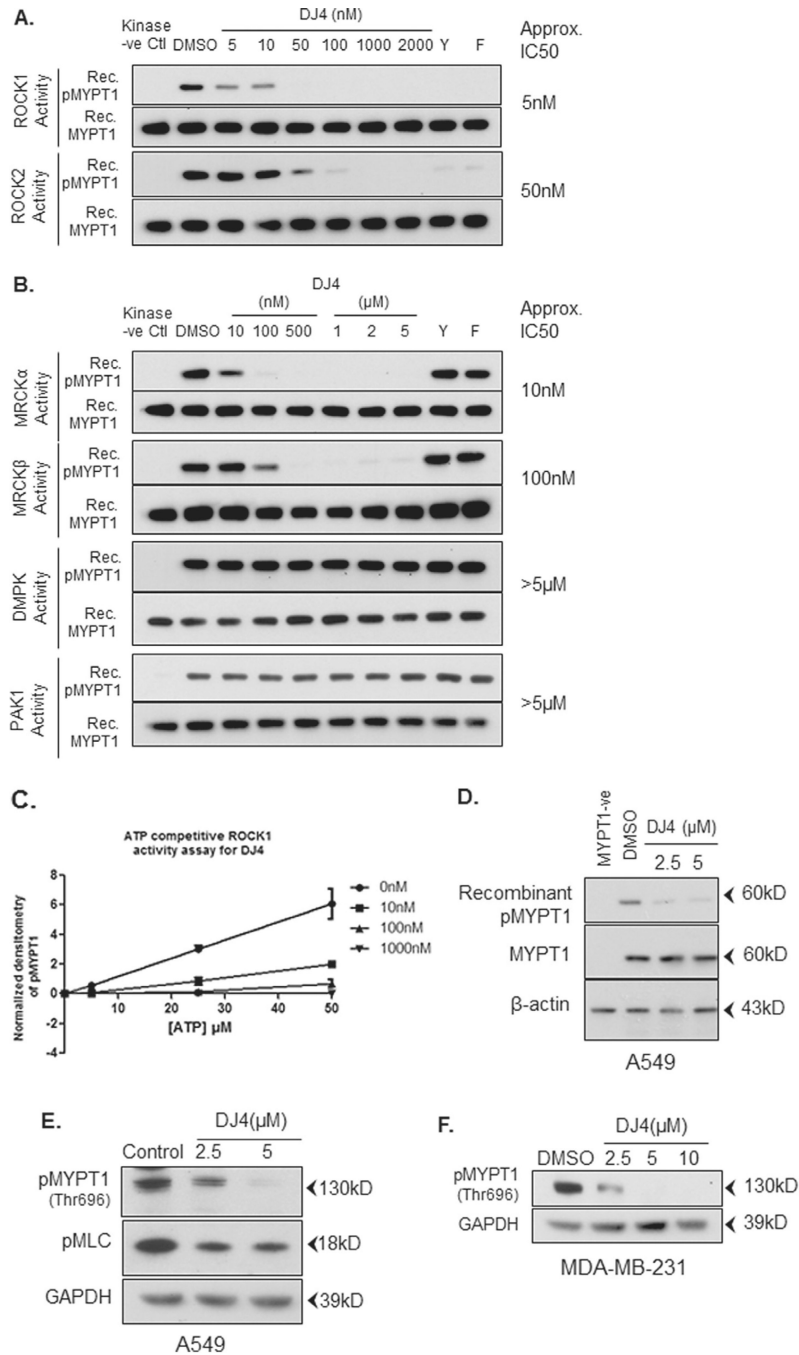 A.
Kinase
-ve Ctl DMSO
DJ4 (nM)
5 10 50 100 1000 2000 Y F
Approx.
IC50
ROCK1
Activity
Rec.
pMYPT1
Rec.
MYPT1
5nM
ROCK2
Activity
Rec.
pMYPT1
Rec.
MYPT1
50nM
B.
DJ4
Kinase
-ve Ctl DMSO
(nM)
10 100 500
(µM)
1 2 5 Y F
Approx.
IC50
MRCKα
Activity
Rec.
pMYPT1
Rec.
MYPT1
10nM
MRCKβ
Activity
Rec.
pMYPT1
Rec.
MYPT1
100nM
DMPK
Activity
Rec.
pMYPT1
Rec.
MYPT1
>5µM
PAK1
Activity
Rec.
pMYPT1
Rec.
MYPT1
>5µM
C.
ATP competitive ROCK1
activity assay for DJ4
Normalized densitometry
of pMYPT1
8
6
4
2
0
-2
-4
10 20 30 40 50
[ATP] µM
0nM
10nM
100nM
1000nM
D.
MYPT1-ve
DMSO
DJ4 (µM)
2.5 5
Recombinant
pMYPT1
60kD
MYPT1
60kD
β-actin
43kD
A549
E.
DJ4(µM)
Control 2.5 5
pMYPT1
(Thr696)
130kD
pMLC
18kD
GAPDH
39kD
A549
F.
DJ4(µM)
DMSO 2.5 5 10
pMYPT1
(Thr696)
130kD
GAPDH
39kD
MDA-MB-231